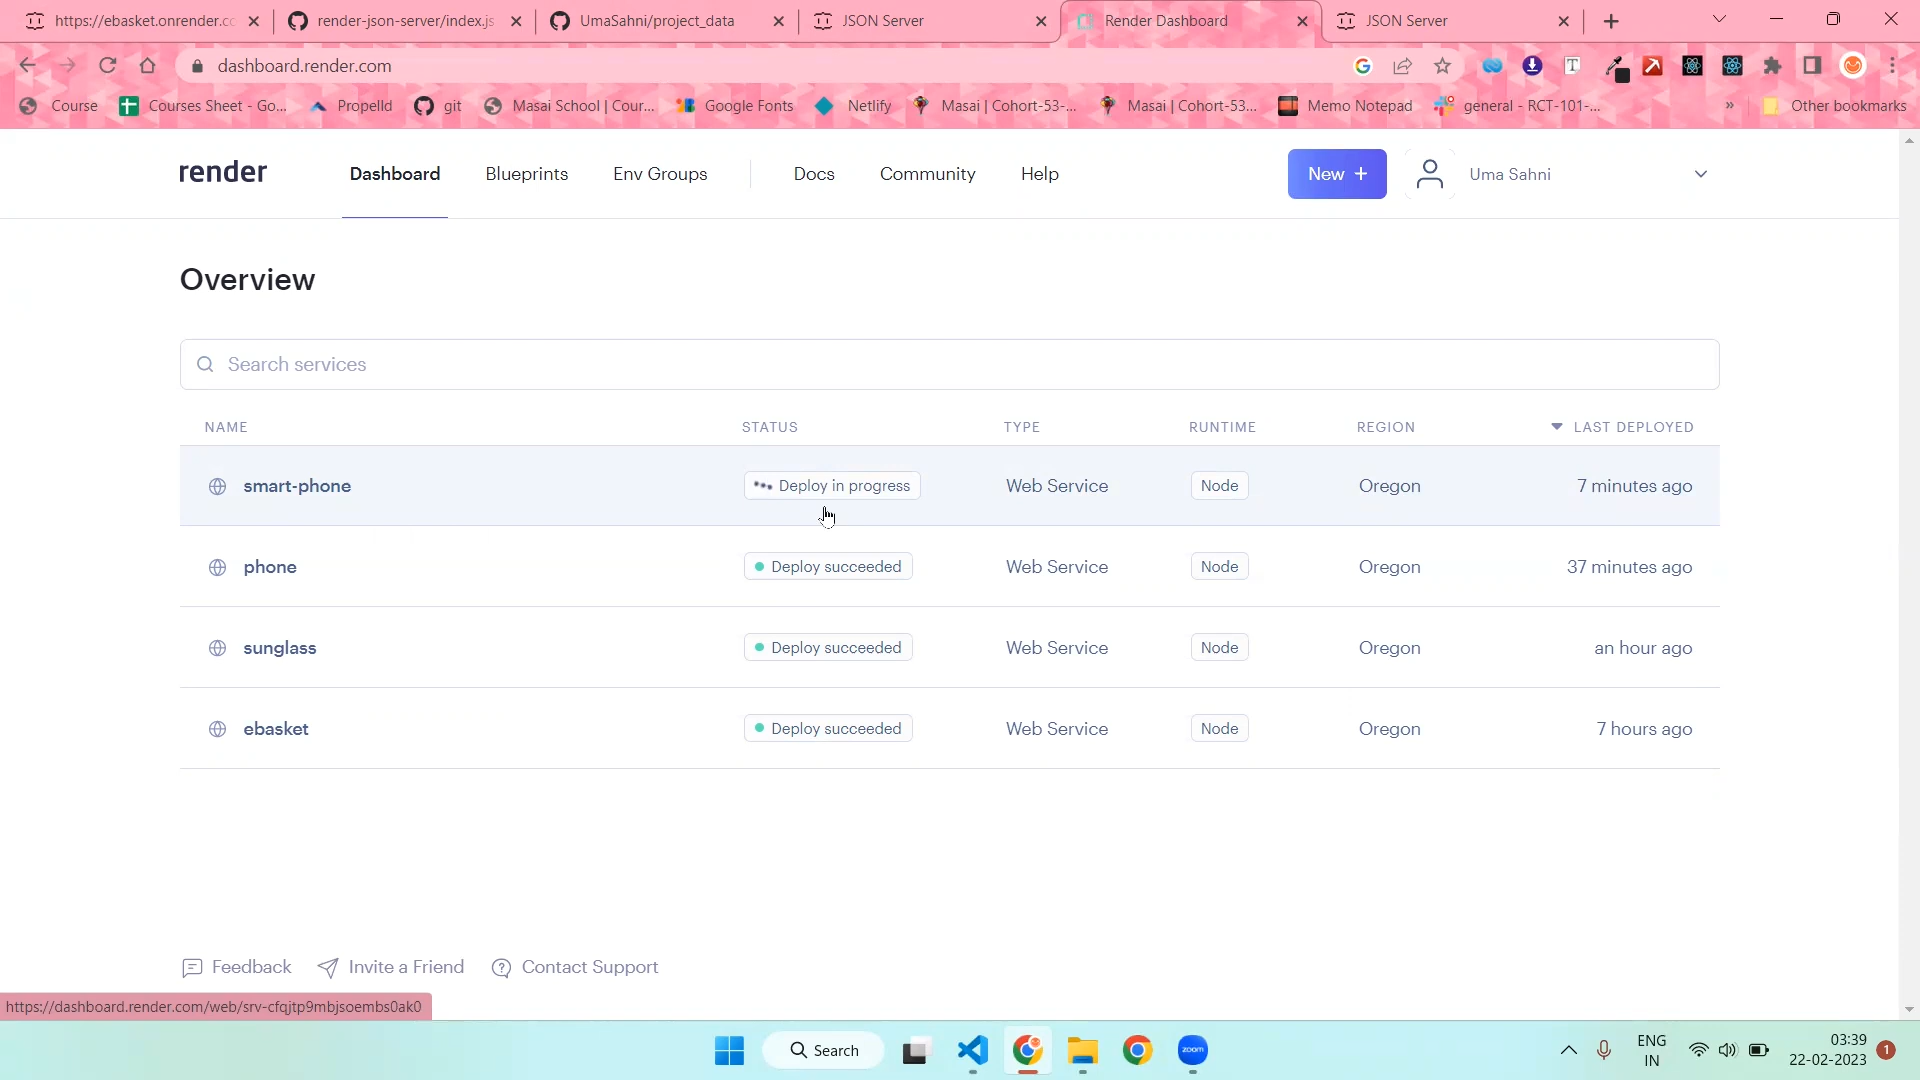 https://ebasket.onrender.cc
render-json-server/index.js
UmaSahni/project_data
JSON Server
Render Dashboard
JSON Server
dashboard.render.com
Course
Courses Sheet - Go...
Propelld
git
Masai School | Cour...
Google Fonts
Netlify
Masai | Cohort-53-...
Masai | Cohort-53...
Memo Notepad
general - RCT-101-...
»
Other bookmarks
render
Dashboard
Blueprints
Env Groups
Docs
Community
Help
New +
Uma Sahni
Overview
Search services
NAME STATUS TYPE RUNTIME REGION LAST DEPLOYED
smart-phone Deploy in progress Web Service Node Oregon 7 minutes ago
phone Deploy succeeded Web Service Node Oregon 37 minutes ago
sunglass Deploy succeeded Web Service Node Oregon an hour ago
ebasket Deploy succeeded Web Service Node Oregon 7 hours ago
Feedback
Invite a Friend
Contact Support
https://dashboard.render.com/web/srv-cfqjtp9mbjsoembs0ak0
Search
zoom
ENG
IN
03:39
22-02-2023
1